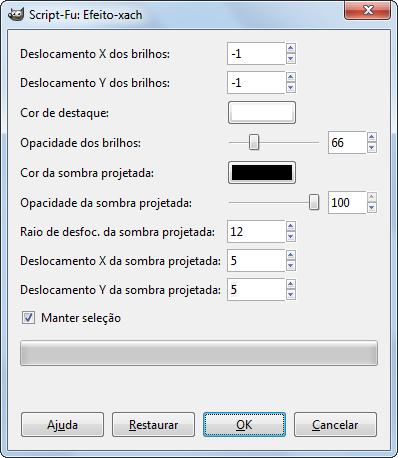 Script-Fu: Efeito-xach
Deslocamento X dos brilhos: -1
Deslocamento Y dos brilhos: -1
Cor de destaque:
Opacidade dos brilhos: 66
Cor da sombra projetada:
Opacidade da sombra projetada: 100
Raio de desfoc. da sombra projetada: 12
Deslocamento X da sombra projetada: 5
Deslocamento Y da sombra projetada: 5
Manter seleção
Ajuda Restaurar OK Cancelar